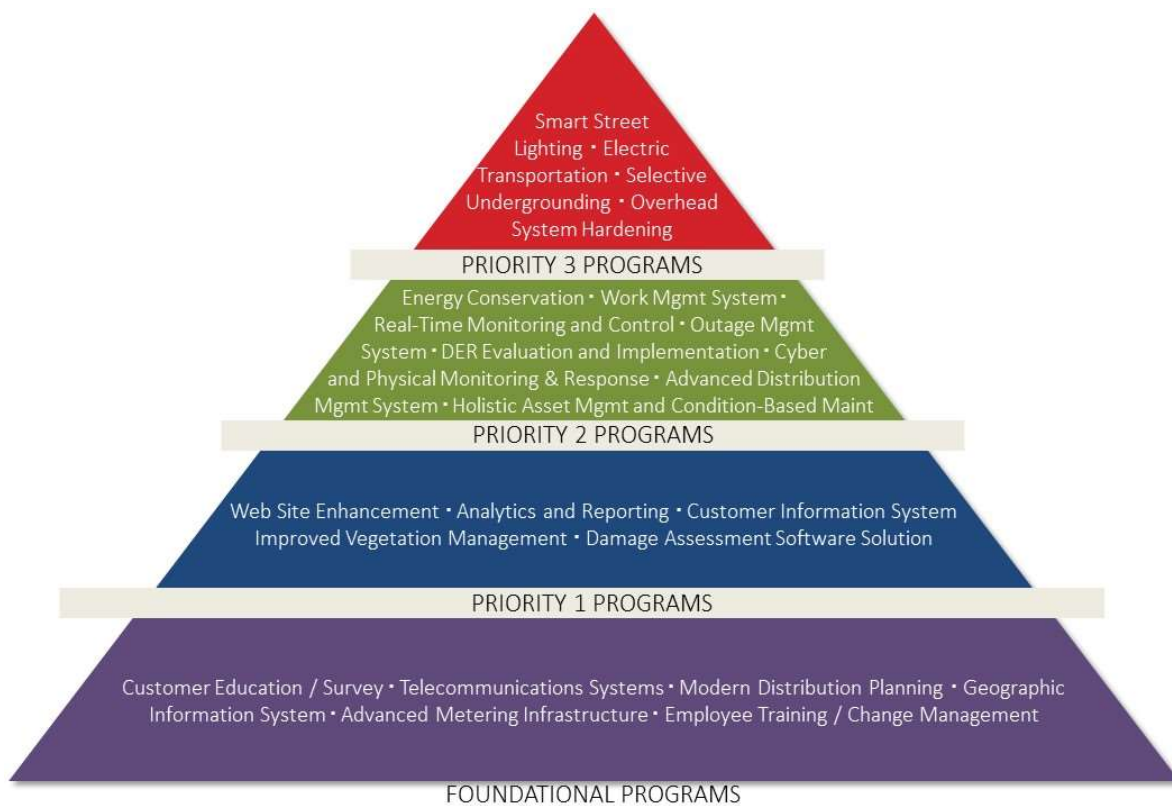 Smart Street
Lighting · Electric
Transportation · Selective
Undergrounding · Overhead
System Hardening
PRIORITY 3 PROGRAMS
Energy Conservation · Work Mgmt System ·
Real-Time Monitoring and Control · Outage Mgmt
System · DER Evaluation and Implementation · Cyber
and Physical Monitoring & Response · Advanced Distribution
Mgmt System · Holistic Asset Mgmt and Condition-Based Maint
PRIORITY 2 PROGRAMS
Web Site Enhancement · Analytics and Reporting · Customer Information System
Improved Vegetation Management · Damage Assessment Software Solution
PRIORITY 1 PROGRAMS
Customer Education / Survey · Telecommunications Systems · Modern Distribution Planning · Geographic
Information System · Advanced Metering Infrastructure · Employee Training / Change Management
FOUNDATIONAL PROGRAMS